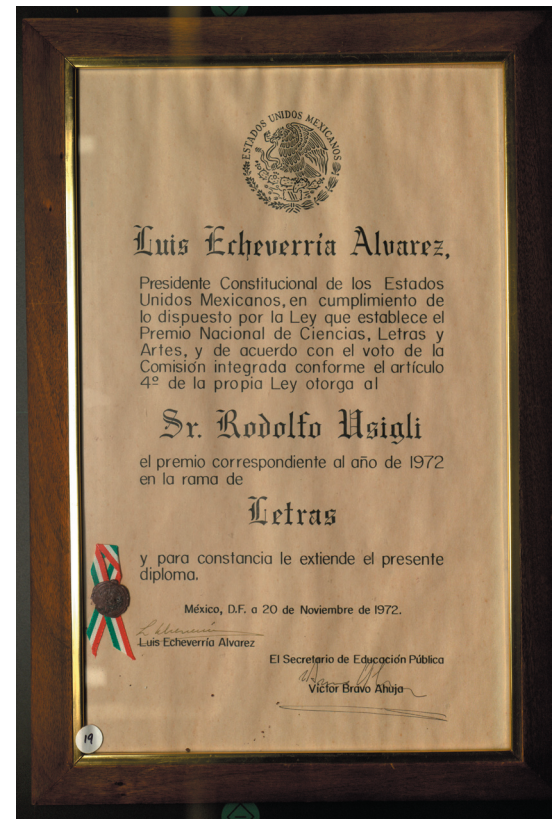 ESTADOS UNIDOS MEXICANOS
Luis Echeverría Alvarez,
Presidente Constitucional de los Estados
Unidos Mexicanos, en cumplimiento de
lo dispuesto por la Ley que establece el
Premio Nacional de Ciencias, Letras y
Artes, y de acuerdo con el voto de la
Comisión integrada conforme el artículo
4º de la propia Ley otorga al
Sr. Rodolfo Usigli
el premio correspondiente al año de 1972
en la rama de
Letras
y para constancia le extiende el presente
diploma.
México, D.F. a 20 de Noviembre de 1972.
Luis Echeverría Alvarez
El Secretario de Educación Pública
Víctor Bravo Ahuja
19